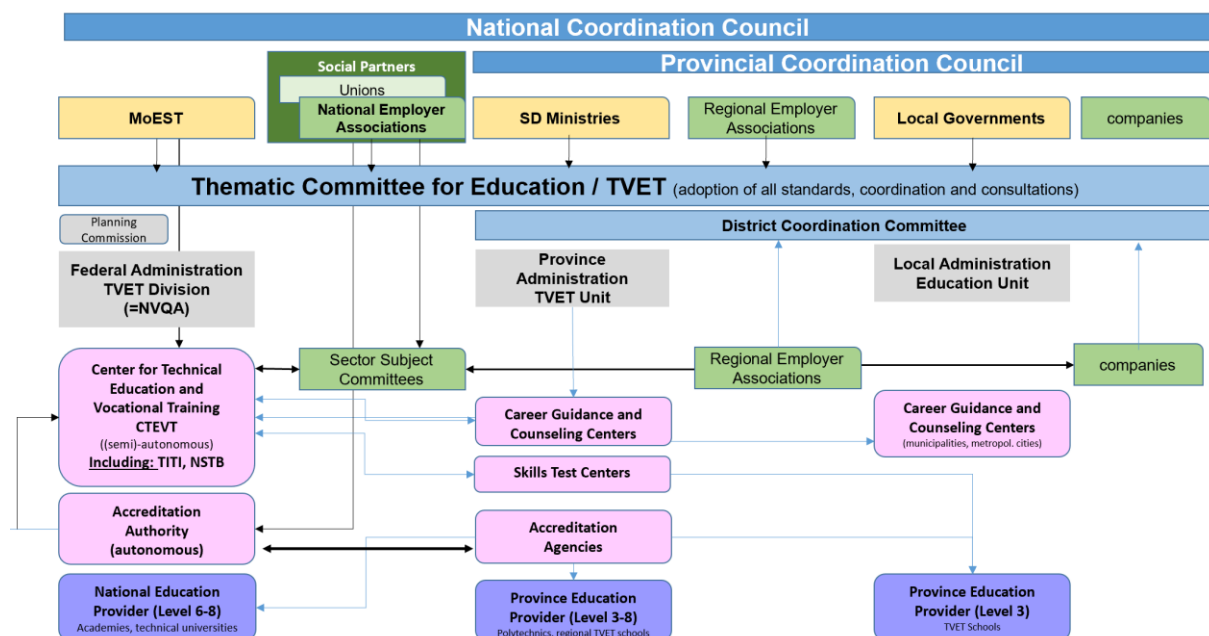 National Coordination Council
Social Partners
Unions
National Employer
Associations
Provincial Coordination Council
MoEST
SD Ministries
Regional Employer
Associations
Local Governments
companies
Thematic Committee for Education / TVET (adoption of all standards, coordination and consultations)
Planning
Commission
District Coordination Committee
Federal Administration
TVET Division
(=NVQA)
Province
Administration
TVET Unit
Local Administration
Education Unit
Center for Technical
Education and
Vocational Training
CTEVT
((semi)-autonomous)
Including: TITI, NSTB
Sector Subject
Committees
Regional Employer
Associations
companies
Career Guidance and
Counseling Centers
Career Guidance and
Counseling Centers
(municipalities, metropol. cities)
Skills Test Centers
Accreditation
Authority
(autonomous)
Accreditation
Agencies
National Education
Provider (Level 6-8)
Academies, technical universities
Province Education
Provider (Level 3-8)
Polytechnics, regional TVET schools
Province Education
Provider (Level 3)
TVET Schools